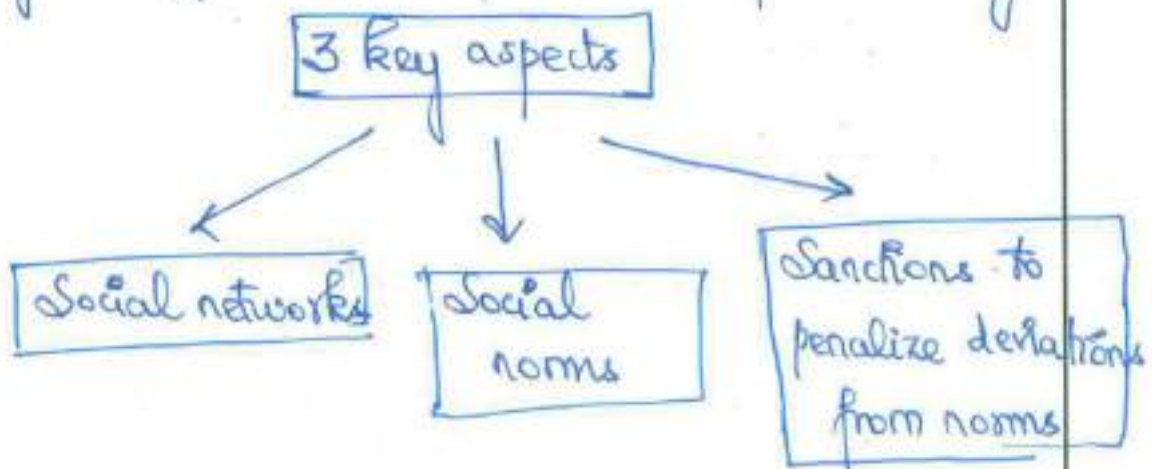 3 key aspects
Social networks
Social
norms
Sanctions to
penalize deviations
from norms